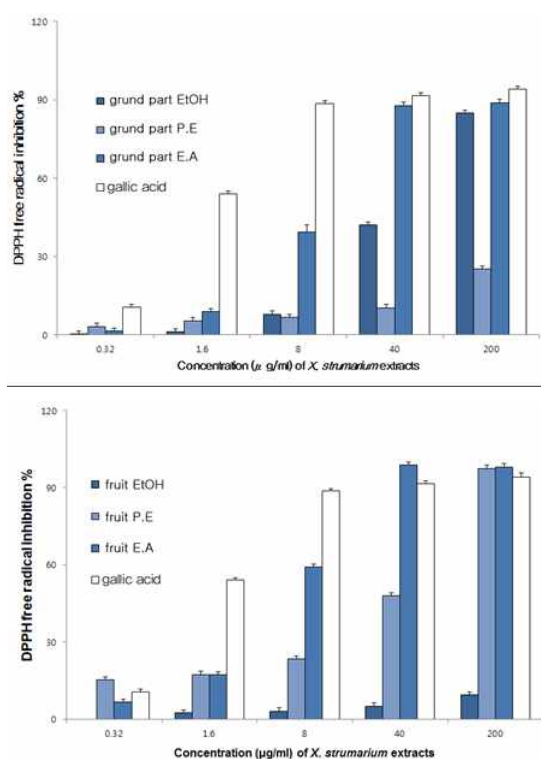 120
90
60
30
0
DPPH free radical inhibition %
grund part EtOH
grund part P.E
grund part E.A
gallic acid
0.32 1.6 8 40 200
Concentration (μ g/ml) of X. strumarium extracts
120
90
60
30
0
DPPH free radical inhibition %
fruit EtOH
fruit P.E
fruit E.A
gallic acid
0.32 1.6 8 40 200
Concentration (μg/ml) of X. strumarium extracts